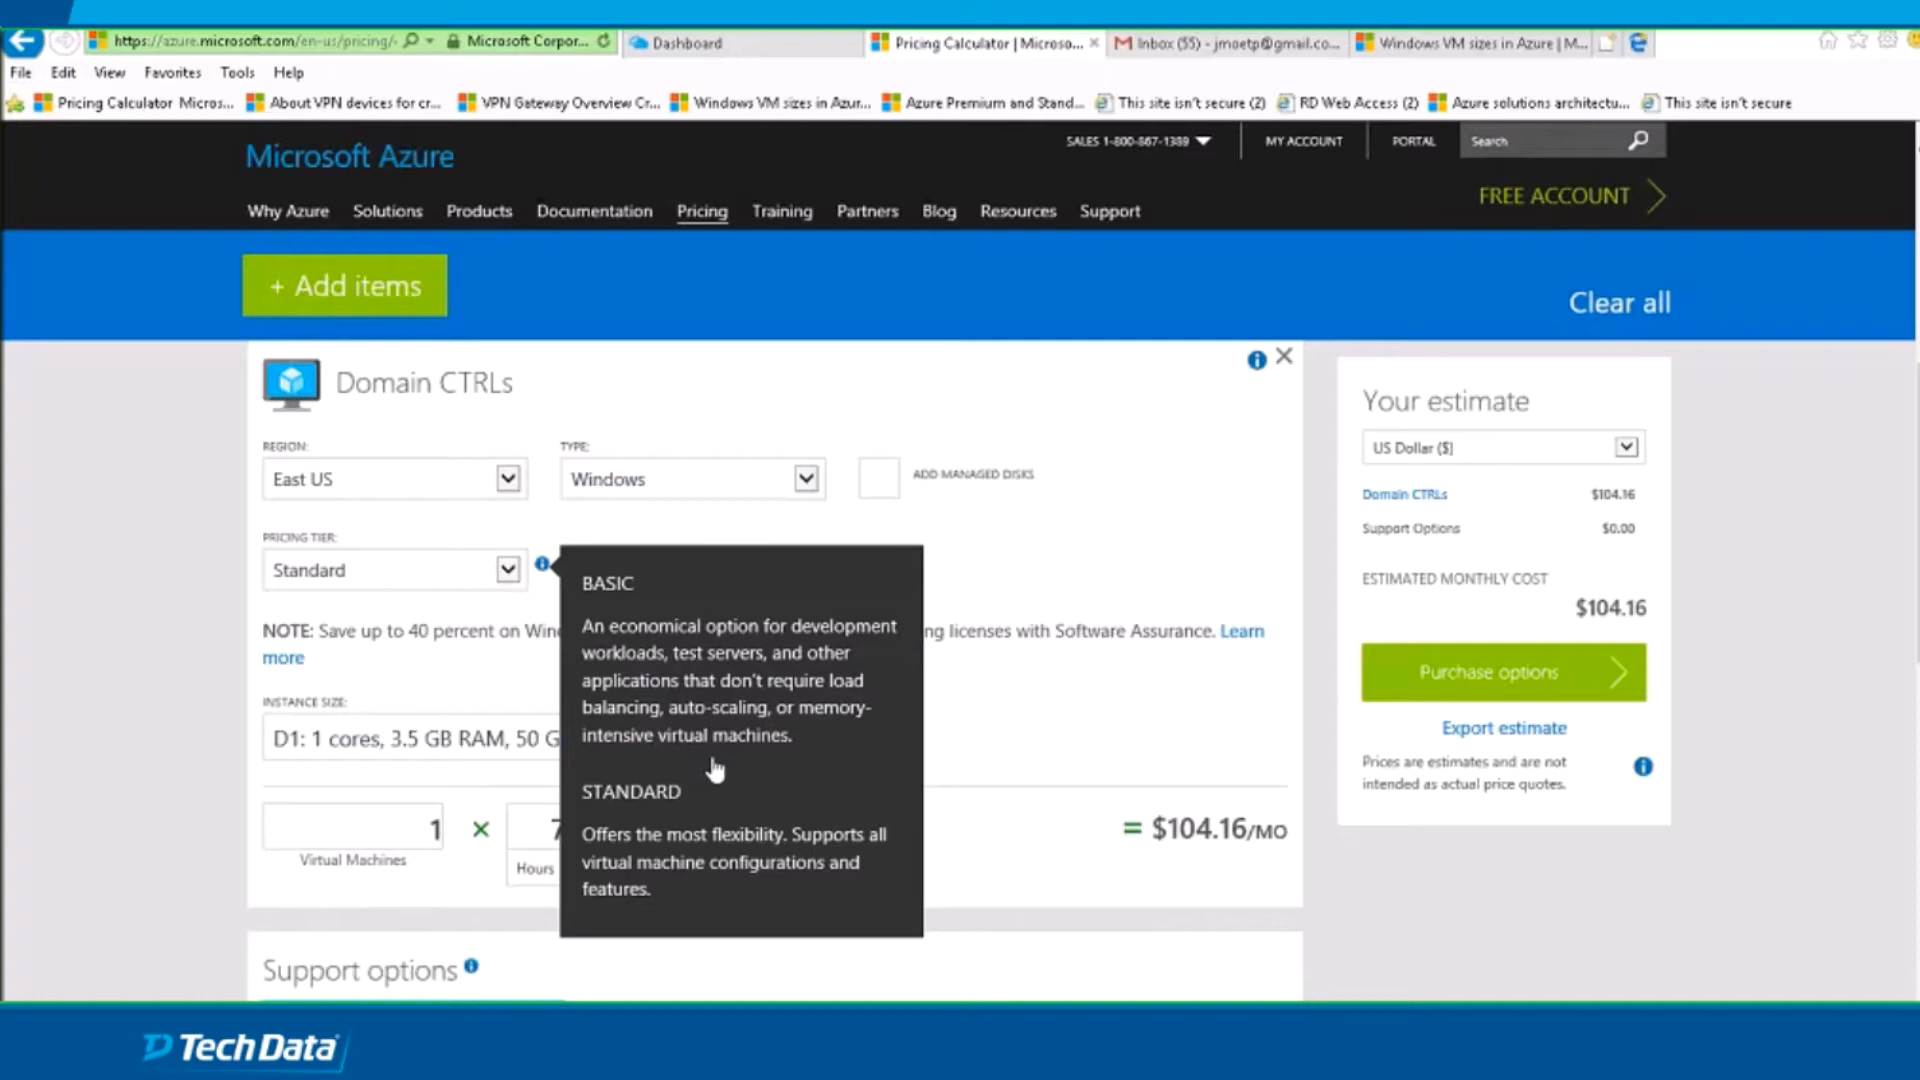 https://azure.microsoft.com/en-us/pricing/
Microsoft Corpor...
Dashboard
Pricing Calculator | Microso...
Inbox (55) - jmoetp@gmail.co...
Windows VM sizes in Azure | M...
File Edit View Favorites Tools Help
Pricing Calculator Micros...
About VPN devices for cr...
VPN Gateway Overview Cr...
Windows VM sizes in Azur...
Azure Premium and Stand...
This site isn't secure (2)
RD Web Access (2)
Azure solutions architectu...
This site isn't secure
SALES 1-800-867-1389
MY ACCOUNT
PORTAL
Search
Microsoft Azure
FREE ACCOUNT
Why Azure Solutions Products Documentation Pricing Training Partners Blog Resources Support
+ Add items
Clear all
Domain CTRLs
REGION:
East US
TYPE:
Windows
ADD MANAGED DISKS
PRICING TIER:
Standard
BASIC
An economical option for development
workloads, test servers, and other
applications that don't require load
balancing, auto-scaling, or memory-
intensive virtual machines.
STANDARD
Offers the most flexibility. Supports all
virtual machine configurations and
features.
NOTE: Save up to 40 percent on Win
ng licenses with Software Assurance. Learn
more
INSTANCE SIZE:
D1: 1 cores, 3.5 GB RAM, 50 G
1
Virtual Machines
×
7
Hours
= $104.16/MO
Support options
Your estimate
US Dollar ($)
Domain CTRLs $104.16
Support Options $0.00
ESTIMATED MONTHLY COST
$104.16
Purchase options
Export estimate
Prices are estimates and are not
intended as actual price quotes.
Tech Data